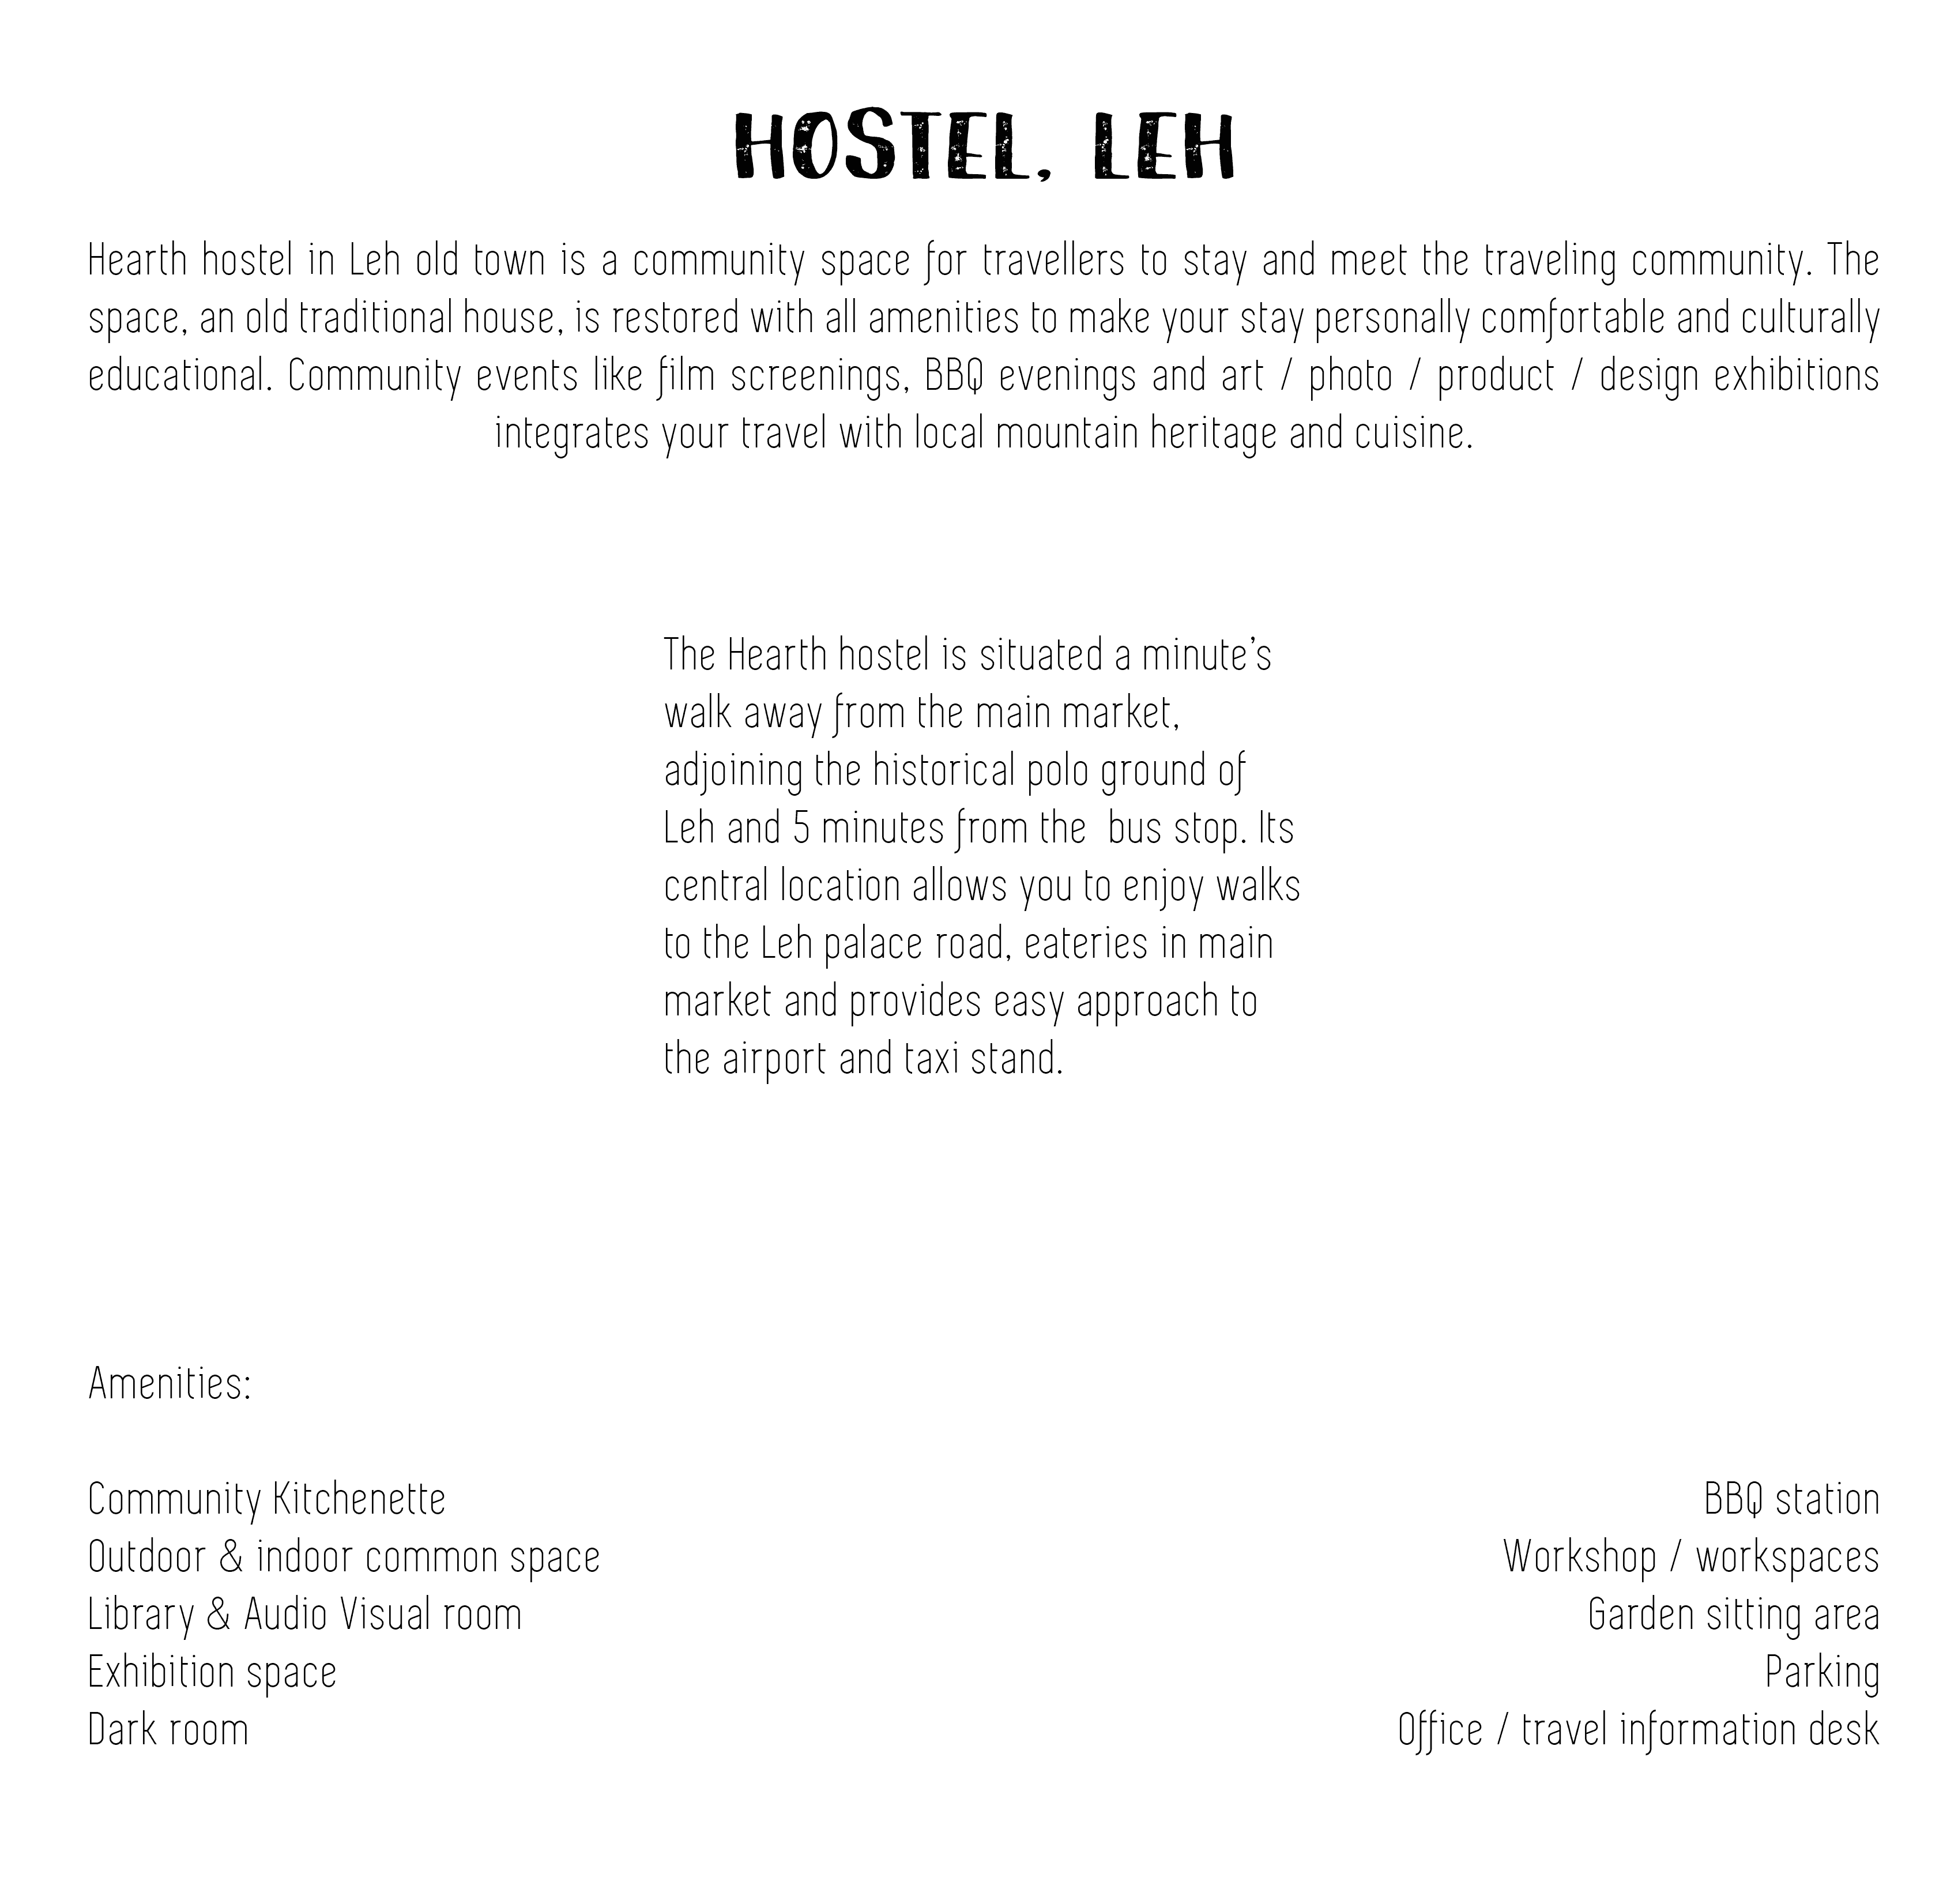 HOSTEL, LEH
Hearth hostel in Leh old town is a community space for travellers to stay and meet the traveling community. The
space, an old traditional house, is restored with all amenities to make your stay personally comfortable and culturally
educational. Community events like film screenings, BBQ evenings and art / photo / product / design exhibitions
integrates your travel with local mountain heritage and cuisine.
The Hearth hostel is situated a minute’s
walk away from the main market,
adjoining the historical polo ground of
Leh and 5 minutes from the  bus stop. Its
central location allows you to enjoy walks
to the Leh palace road, eateries in main
market and provides easy approach to
the airport and taxi stand.
Amenities:
Community Kitchenette
Outdoor & indoor common space
Library & Audio Visual room
Exhibition space
Dark room
BBQ station
Workshop / workspaces
Garden sitting area
Parking
Office / travel information desk